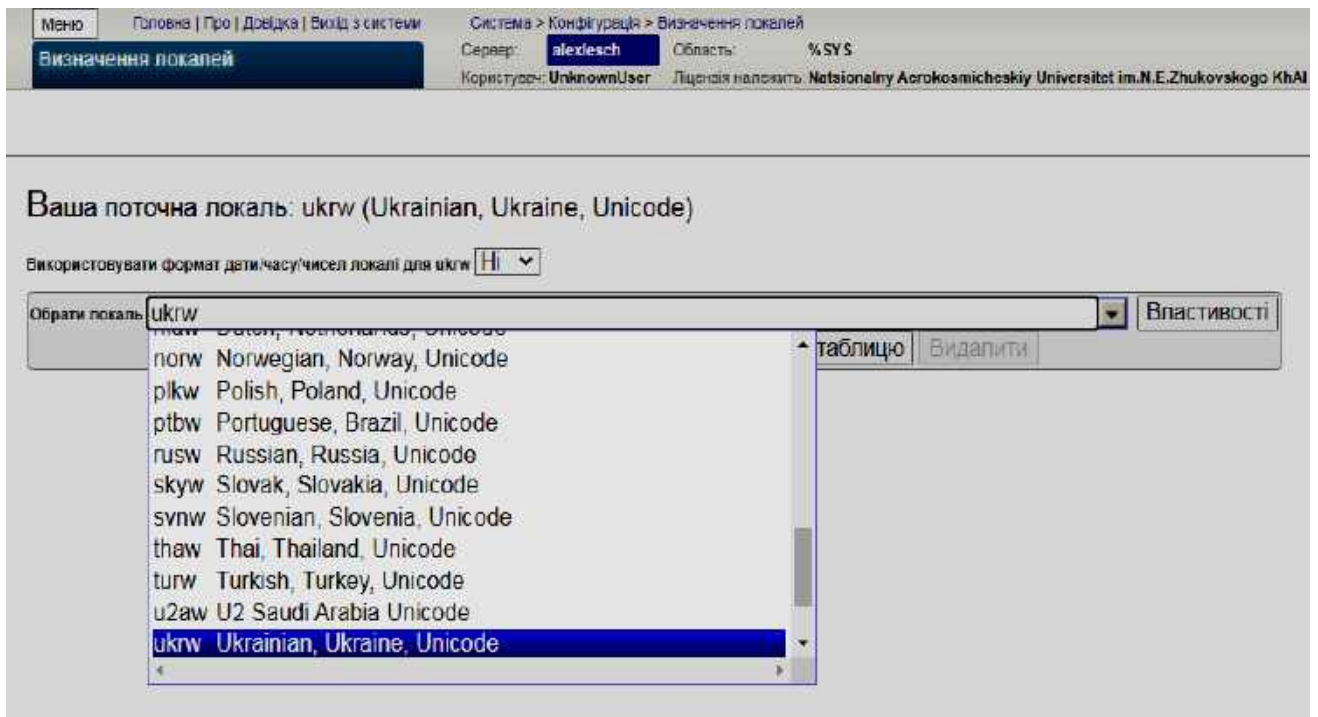 Меню Головна | Про | Довідка | Вихід з системи Система > Конфігурація > Визначення локалей
Визначення локалей Сервер: alexlesch Область: %SYS
Користувач: UnknownUser Ліцензія належить: Natsionalny Aerokosmicheskiy Universitet im.N.E.Zhukovskogo KhAI
Ваша поточна локаль: ukrw (Ukrainian, Ukraine, Unicode)
Використовувати формат дати/часу/чисел локалі для ukrw Ні
Обрати локаль ukrw Властивості
Dutch, Netherlands, Unicode
norw Norwegian, Norway, Unicode таблицю Видалити
plkw Polish, Poland, Unicode
ptbw Portuguese, Brazil, Unicode
rusw Russian, Russia, Unicode
skyw Slovak, Slovakia, Unicode
svnw Slovenian, Slovenia, Unicode
thaw Thai, Thailand, Unicode
turw Turkish, Turkey, Unicode
u2aw U2 Saudi Arabia Unicode
ukrw Ukrainian, Ukraine, Unicode